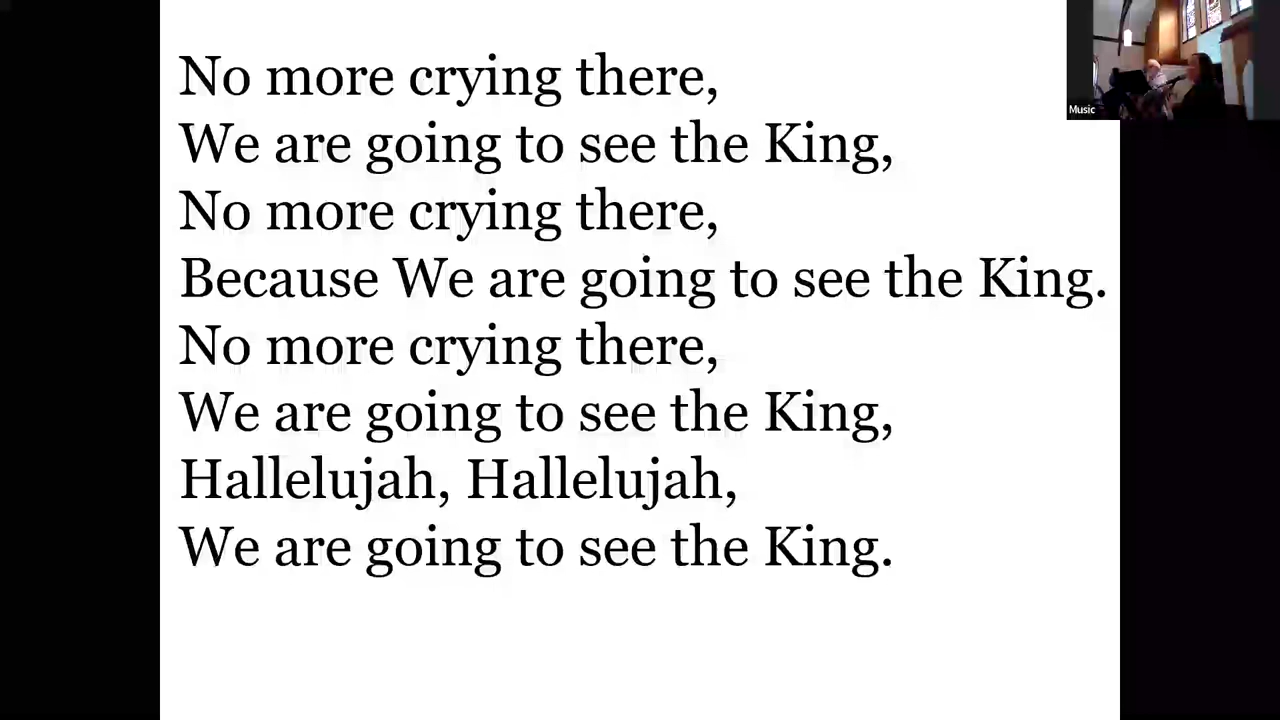 No more crying there,
We are going to see the King,
No more crying there,
Because We are going to see the King.
No more crying there,
We are going to see the King,
Hallelujah, Hallelujah,
We are going to see the King.
Music